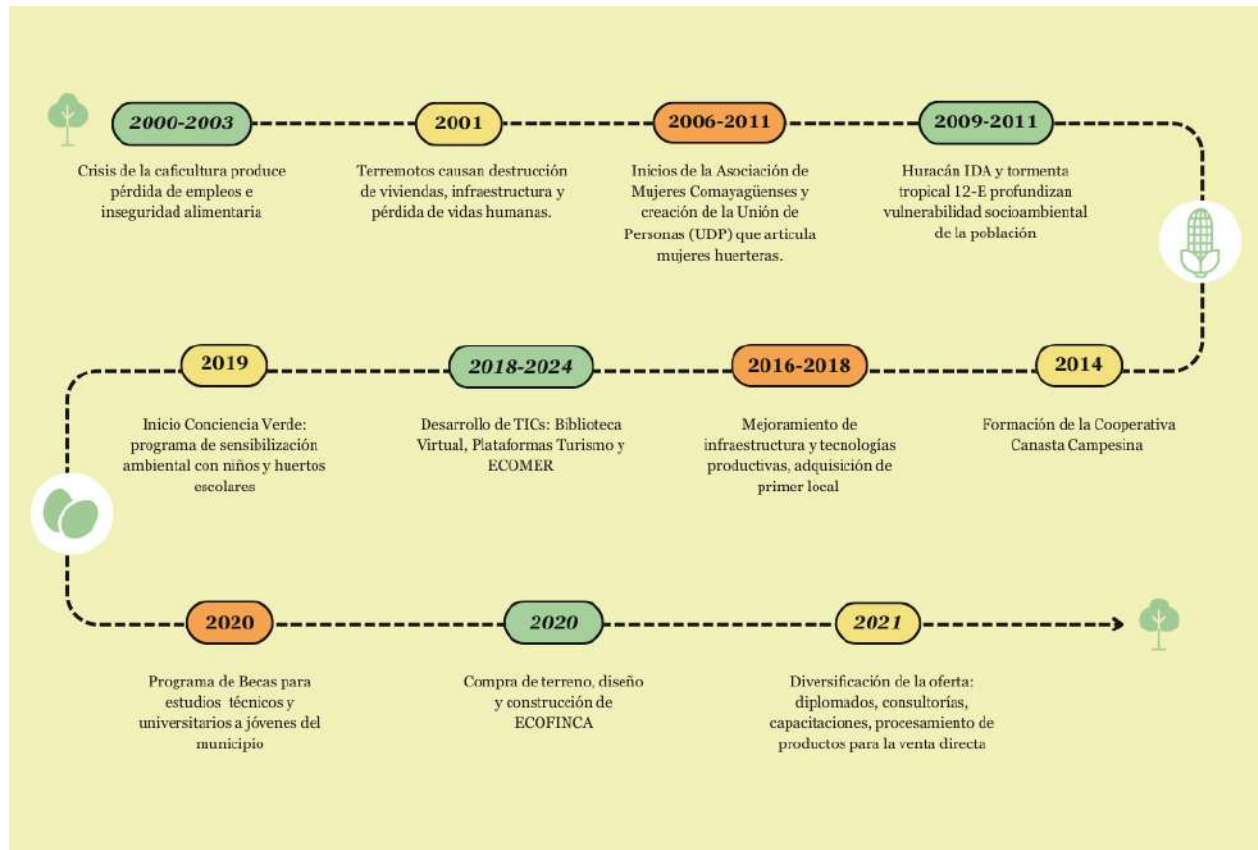 2000-2003
Crisis de la caficultura produce
pérdida de empleos e
inseguridad alimentaria
2001
Terremotos causan destrucción
de viviendas, infraestructura y
pérdida de vidas humanas.
2006-2011
Inicios de la Asociación de
Mujeres Comayagüenses y
creación de la Unión de
Personas (UDP) que articula
mujeres huerteras.
2009-2011
Huracán IDA y tormenta
tropical 12-E profundizan
vulnerabilidad socioambiental
de la población
2014
Formación de la Cooperativa
Canasta Campesina
2016-2018
Mejoramiento de
infraestructura y tecnologías
productivas, adquisición de
primer local
2018-2024
Desarrollo de TICs: Biblioteca
Virtual, Plataformas Turismo y
ECOMER
2019
Inicio Conciencia Verde:
programa de sensibilización
ambiental con niños y huertos
escolares
2020
Programa de Becas para
estudios técnicos y
universitarios a jóvenes del
municipio
2020
Compra de terreno, diseño
y construcción de
ECOFINCA
2021
Diversificación de la oferta:
diplomados, consultorías,
capacitaciones, procesamiento de
productos para la venta directa